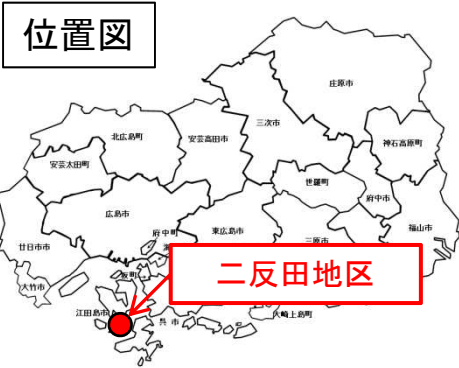 位置図
庄原市
三次市
北広島町
安芸高田市
神石高原町
安芸太田町
世羅町
府中市
広島市
府中町
東広島市
三原市
福山市
廿日市市
坂町
二反田地区
大竹市
江田島市
呉市
大崎上島町